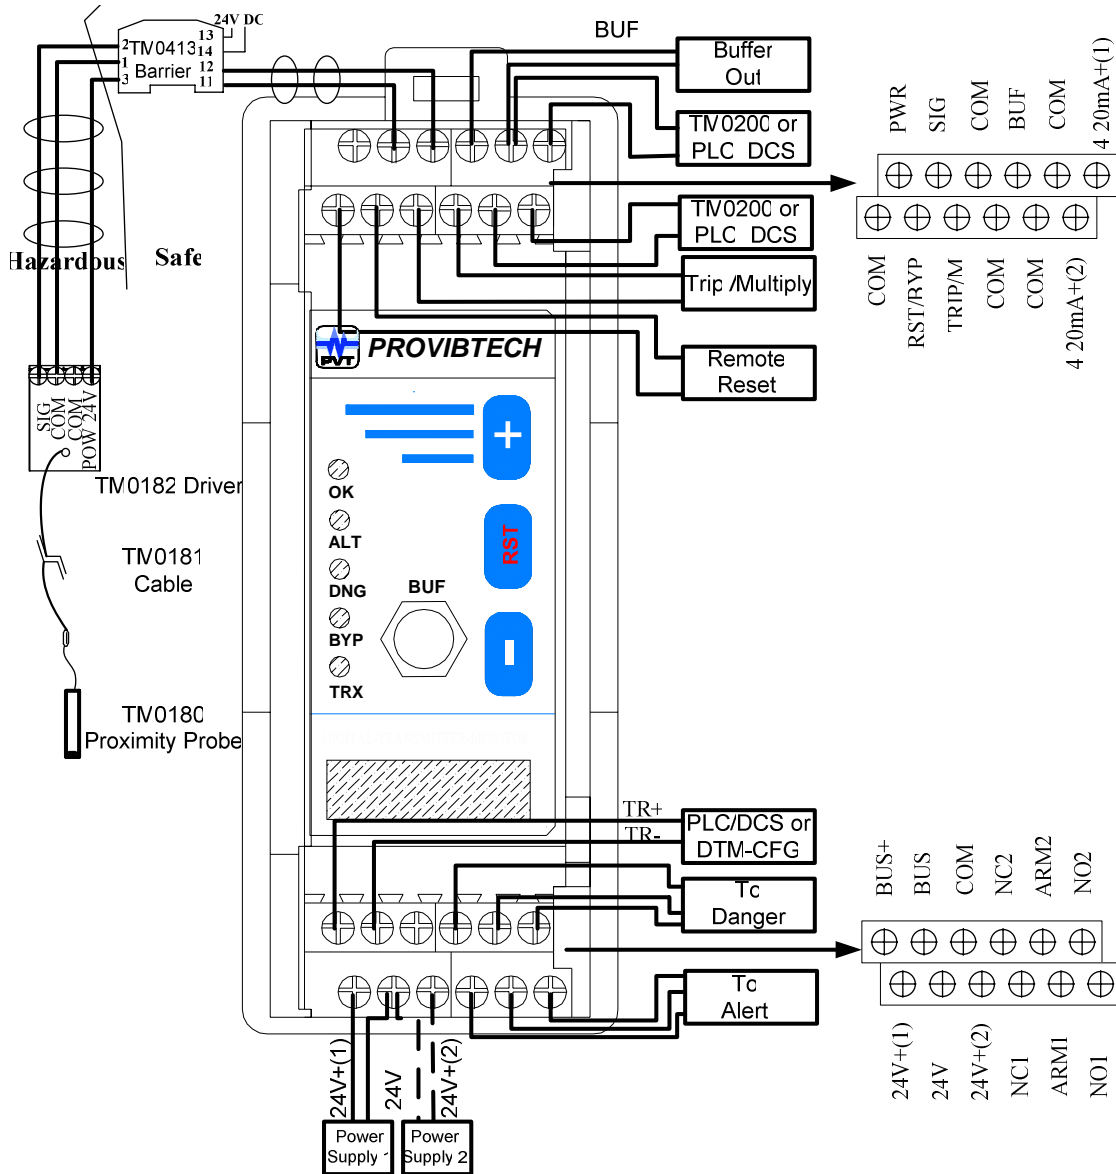 24V DC
13
2 TM0413 14
1 12
3 Barrier 11
BUF
Buffer
Out
TM0200 or
PLC DCS
TM0200 or
PLC DCS
Trip /Multiply
Remote
Reset
PWR
SIG
COM
BUF
COM
4 20mA+(1)
COM
RST/BYP
TRIP/M
COM
COM
4 20mA+(2)
Hazardous
Safe
SIG
COM
COM
POW 24V
TM0182 Driver
TM0181
Cable
TM0180
Proximity Probe
PVT
PROVIBTECH
+
RST
-
OK
ALT
DNG
BYP
TRX
BUF
TR+
TR-
PLC/DCS or
DTM-CFG
To
Danger
To
Alert
BUS+
BUS
COM
NC2
ARM2
NO2
24V+(1)
24V
24V+(2)
NC1
ARM1
NO1
24V+(1)
24V
24V+(2)
Power
Supply 1
Power
Supply 2